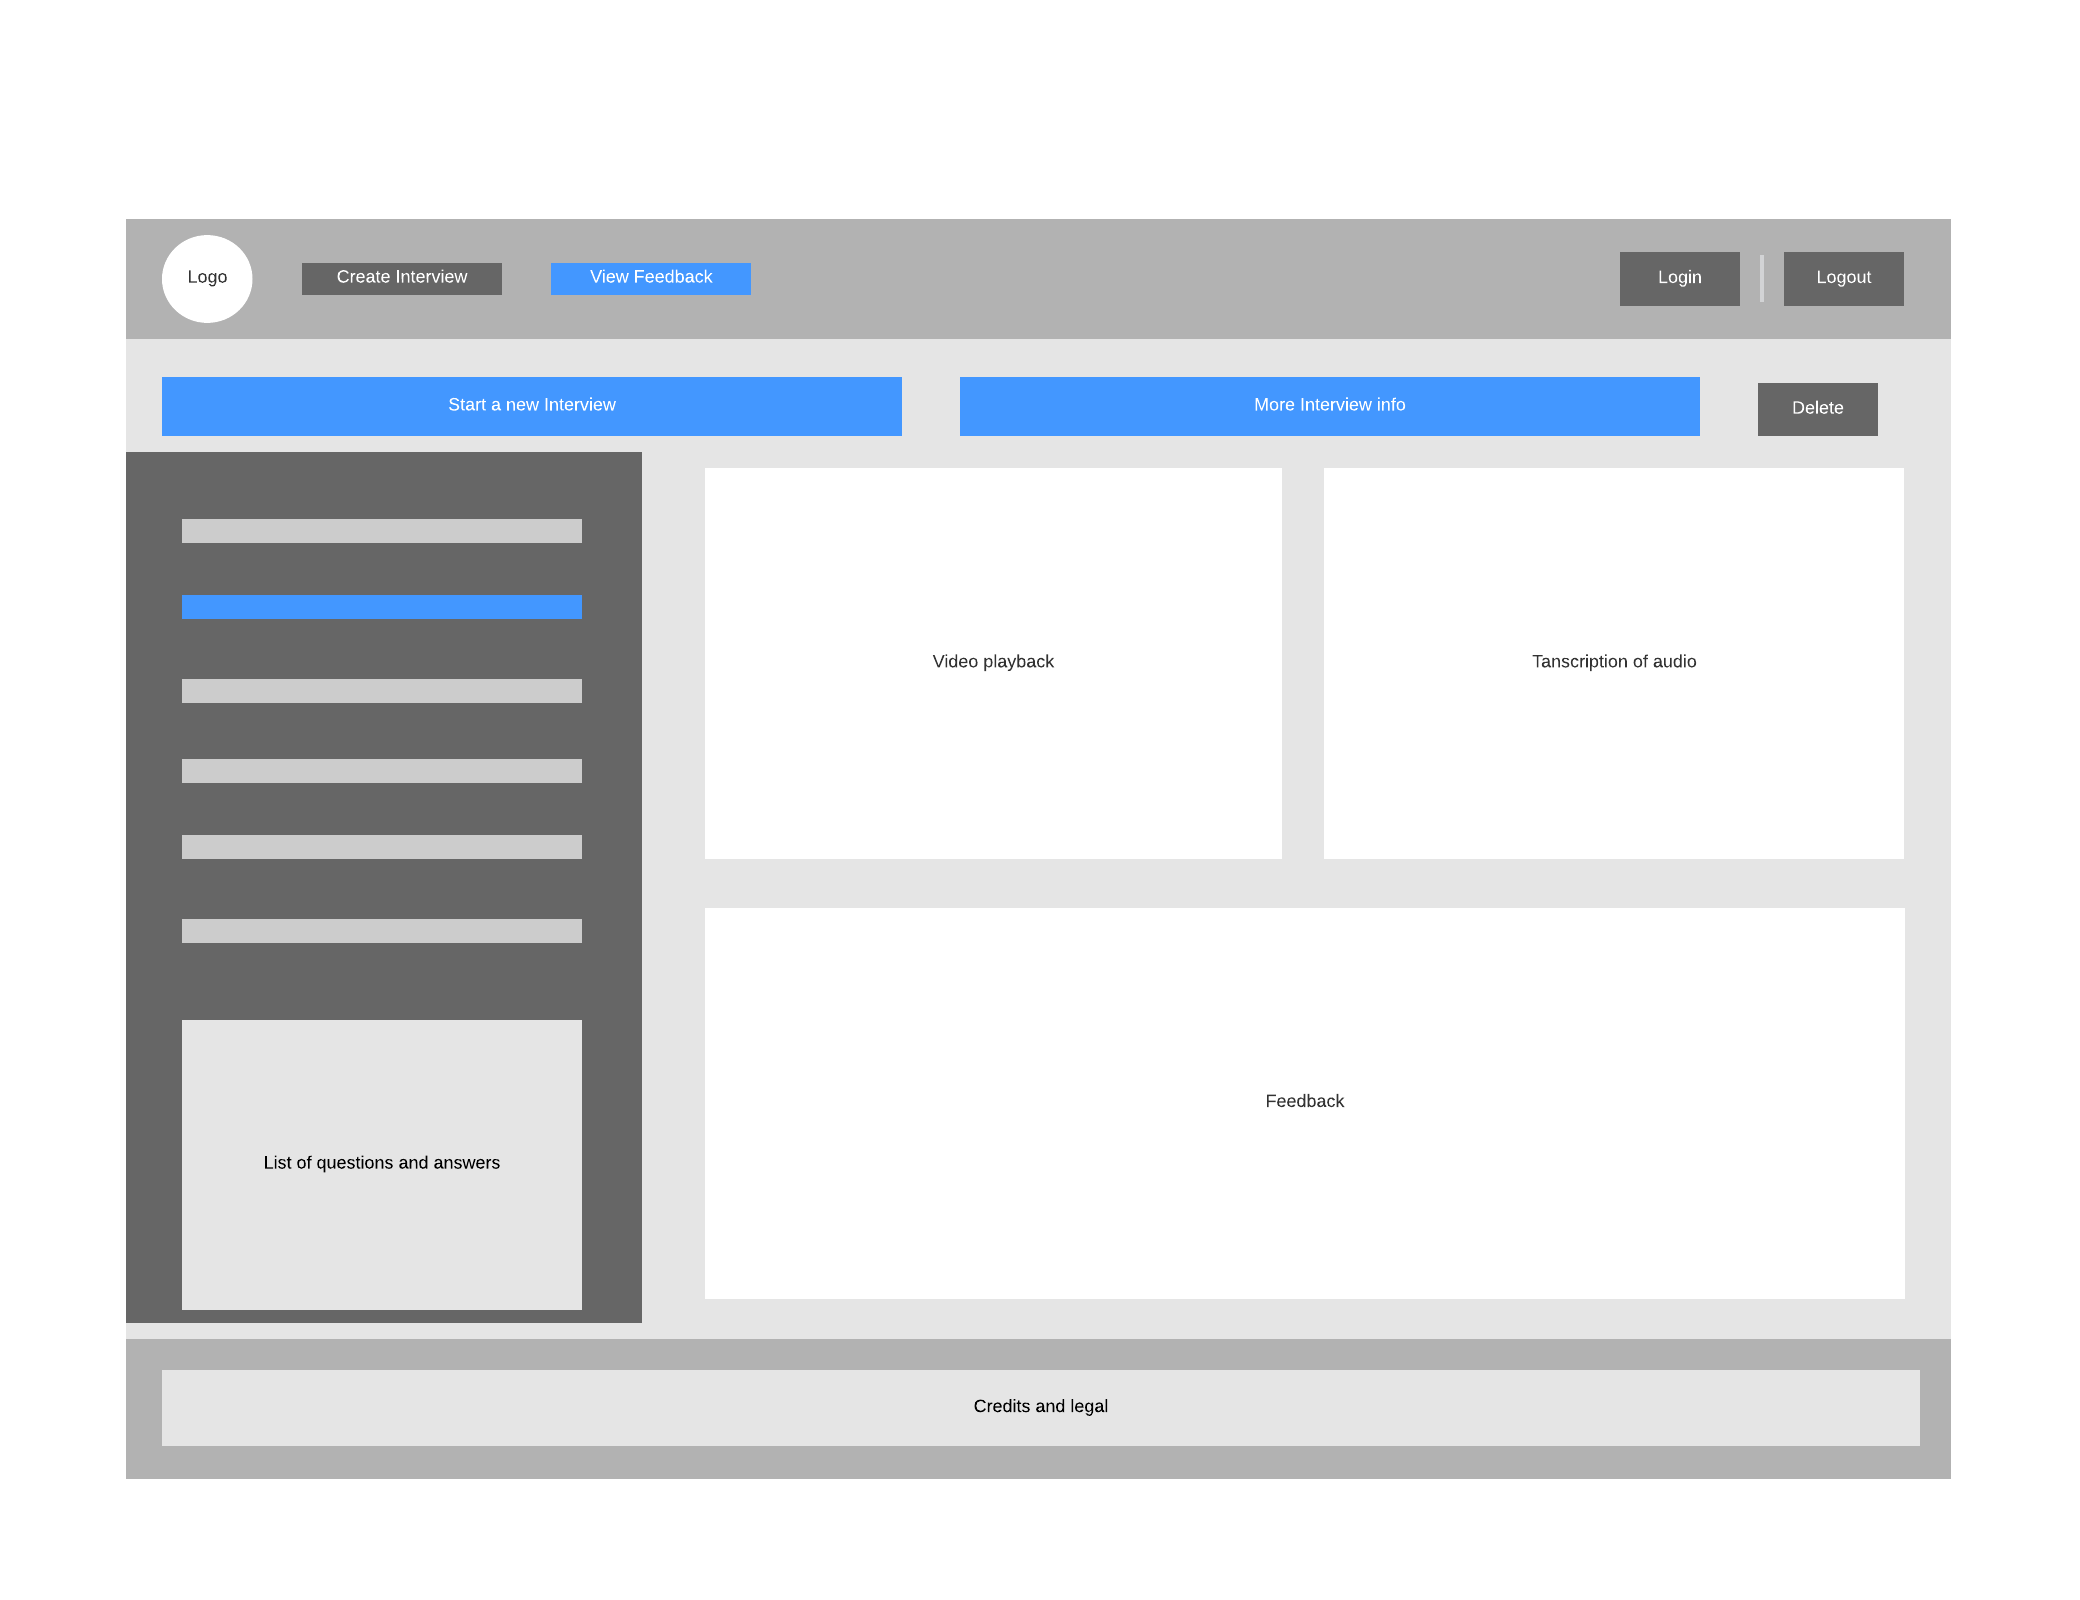 Logo
Create Interview
View Feedback
Login
Logout
Start a new Interview
More Interview info
Delete
Video playback
Tanscription of audio
Feedback
List of questions and answers
Credits and legal